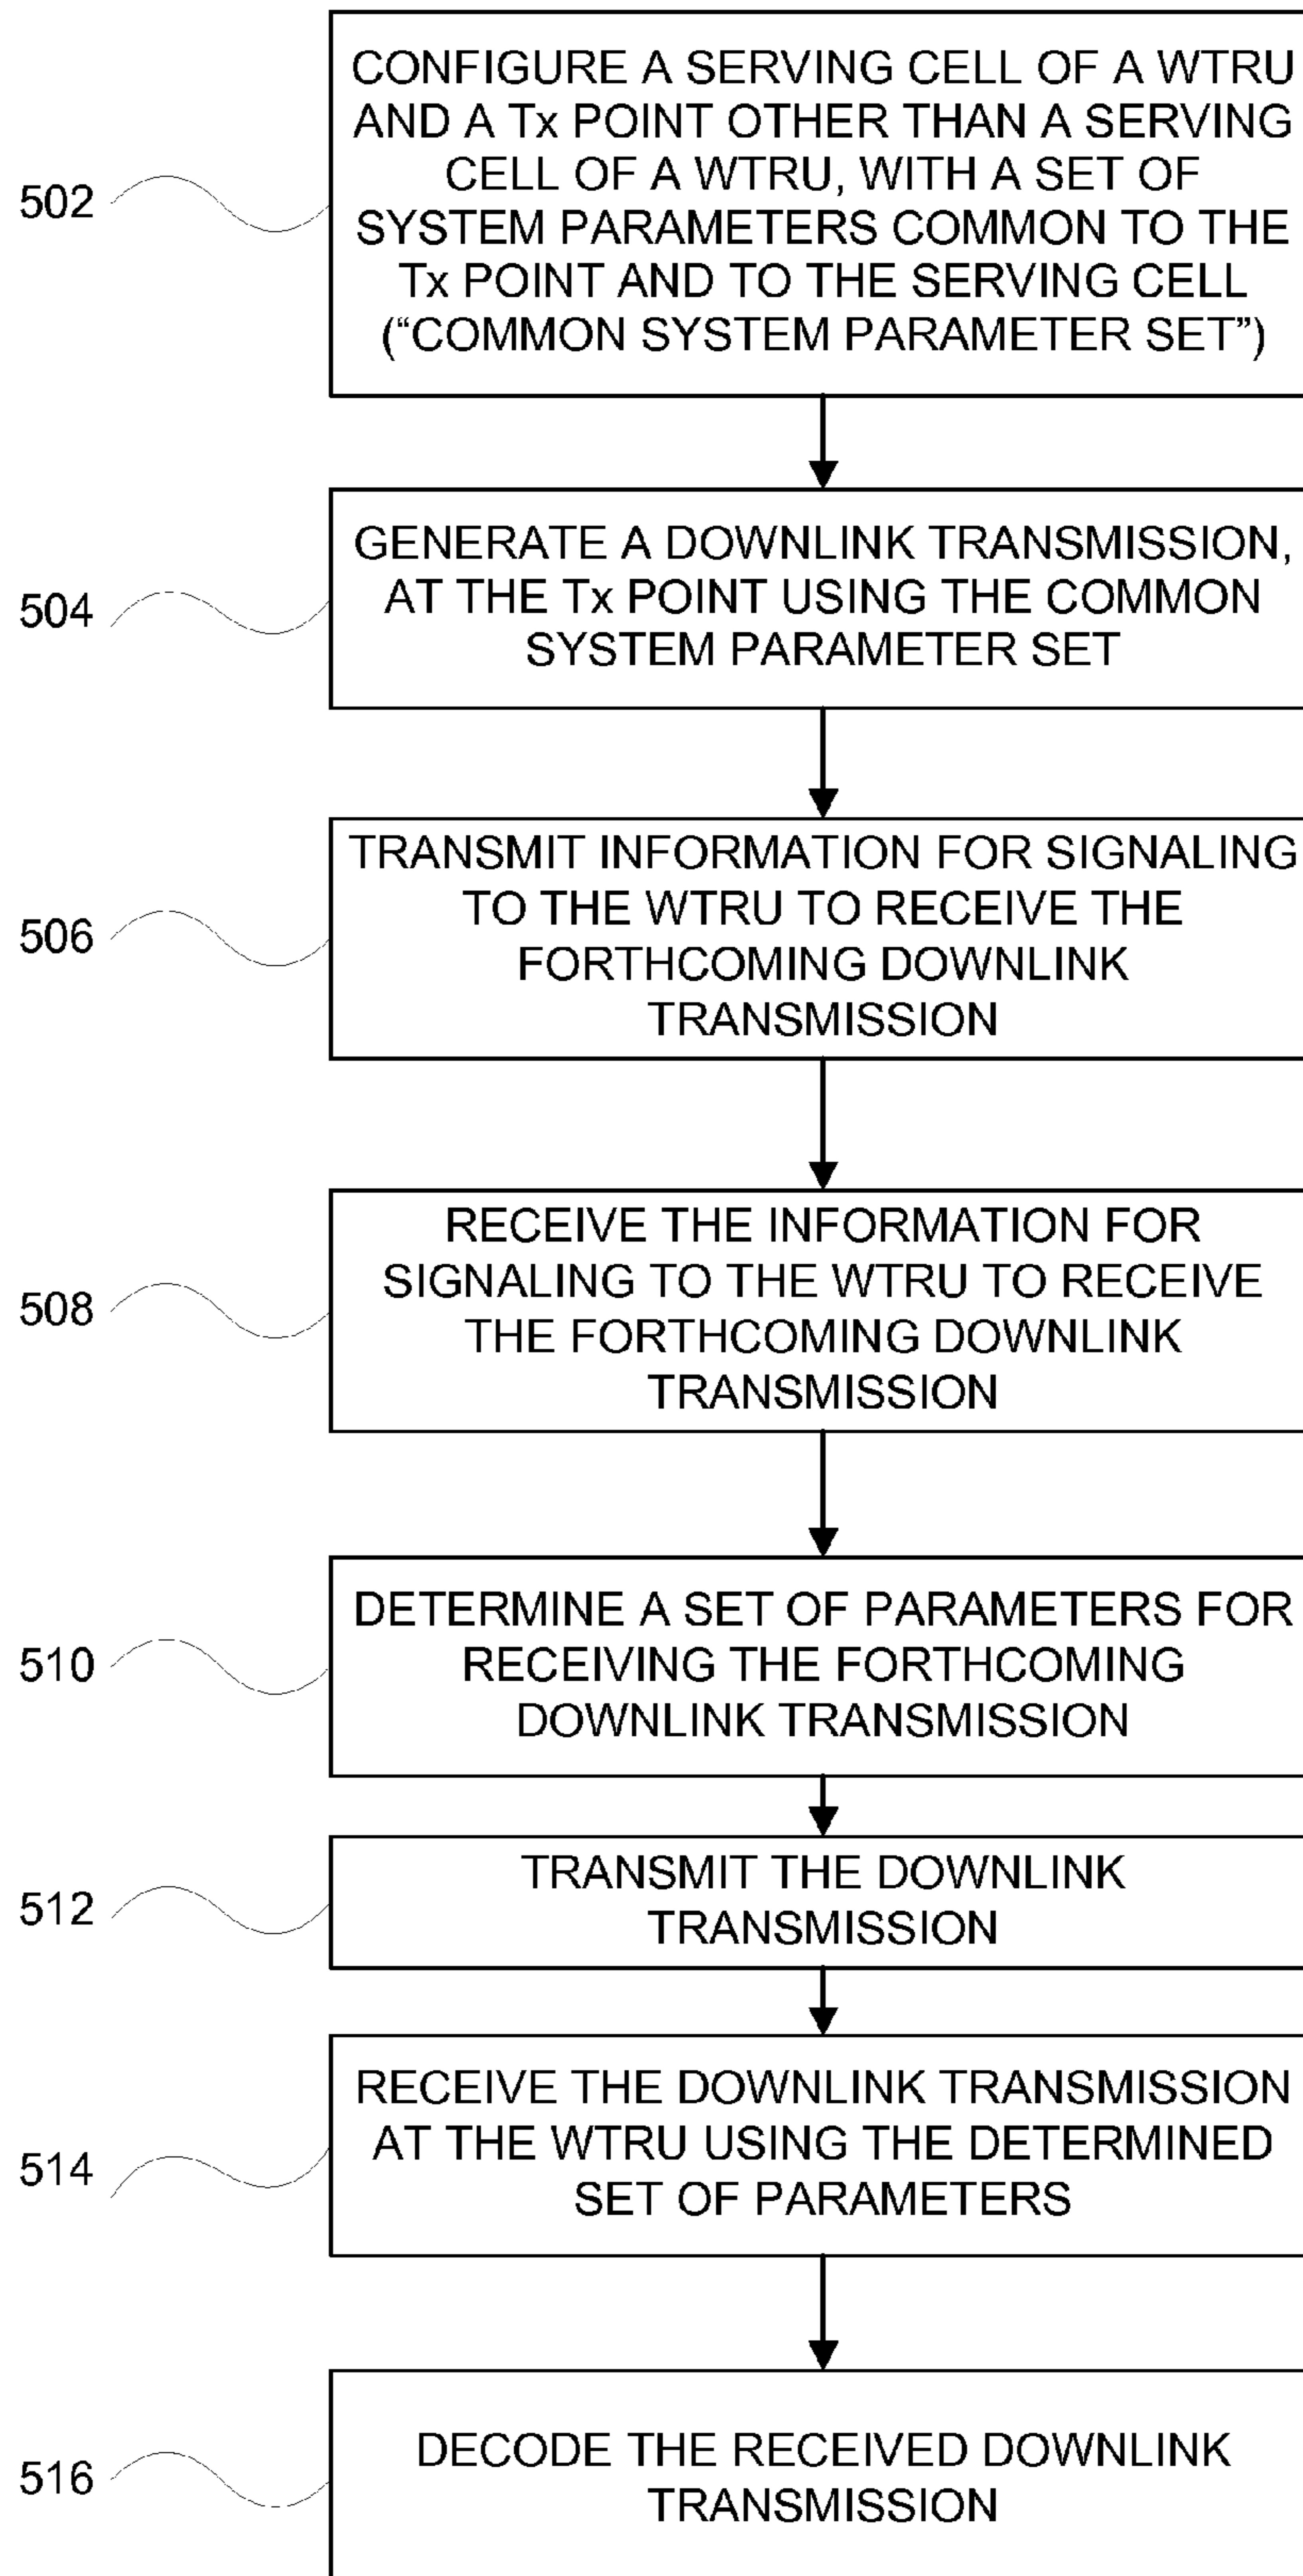 502
CONFIGURE A SERVING CELL OF A WTRU
AND A Tx POINT OTHER THAN A SERVING
CELL OF A WTRU, WITH A SET OF
SYSTEM PARAMETERS COMMON TO THE
Tx POINT AND TO THE SERVING CELL
(“COMMON SYSTEM PARAMETER SET”)
504
GENERATE A DOWNLINK TRANSMISSION,
AT THE Tx POINT USING THE COMMON
SYSTEM PARAMETER SET
506
TRANSMIT INFORMATION FOR SIGNALING
TO THE WTRU TO RECEIVE THE
FORTHCOMING DOWNLINK
TRANSMISSION
508
RECEIVE THE INFORMATION FOR
SIGNALING TO THE WTRU TO RECEIVE
THE FORTHCOMING DOWNLINK
TRANSMISSION
510
DETERMINE A SET OF PARAMETERS FOR
RECEIVING THE FORTHCOMING
DOWNLINK TRANSMISSION
512
TRANSMIT THE DOWNLINK
TRANSMISSION
514
RECEIVE THE DOWNLINK TRANSMISSION
AT THE WTRU USING THE DETERMINED
SET OF PARAMETERS
516
DECODE THE RECEIVED DOWNLINK
TRANSMISSION